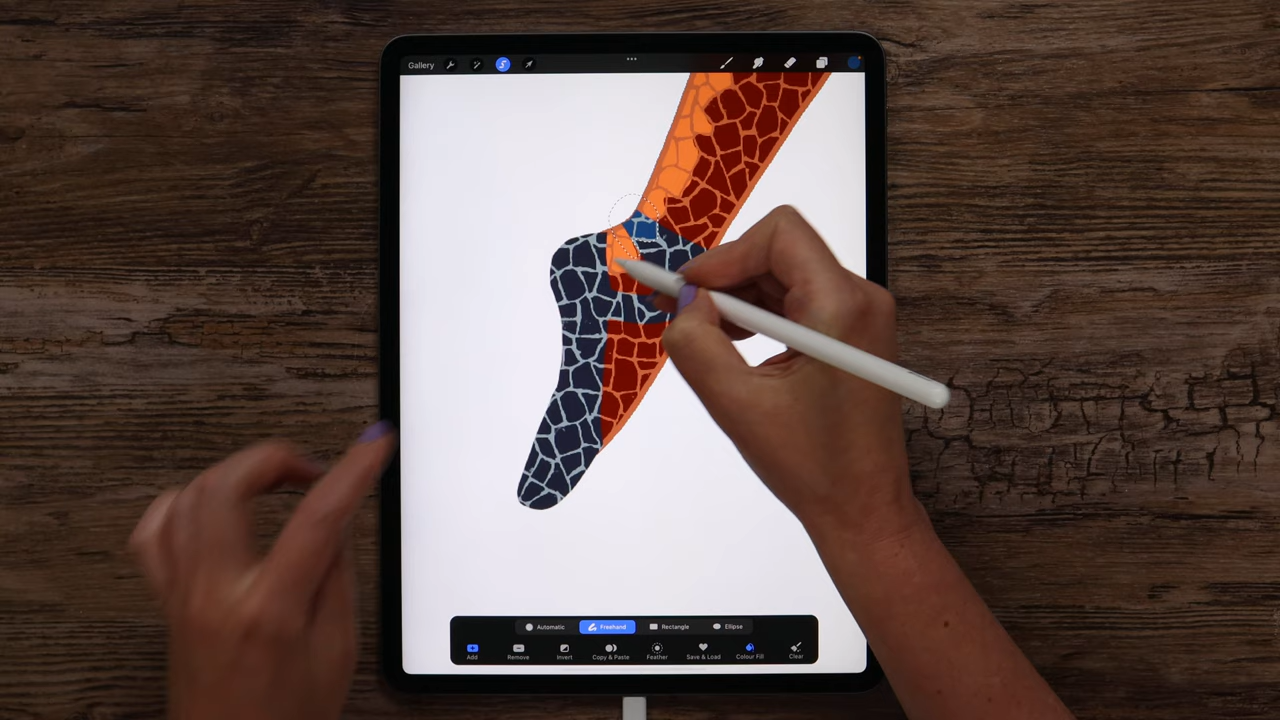 Gallery
Automatic Freehand Rectangle Ellipse
Add Remove Invert Copy & Paste Feather Save & Load Colour Fill Clear